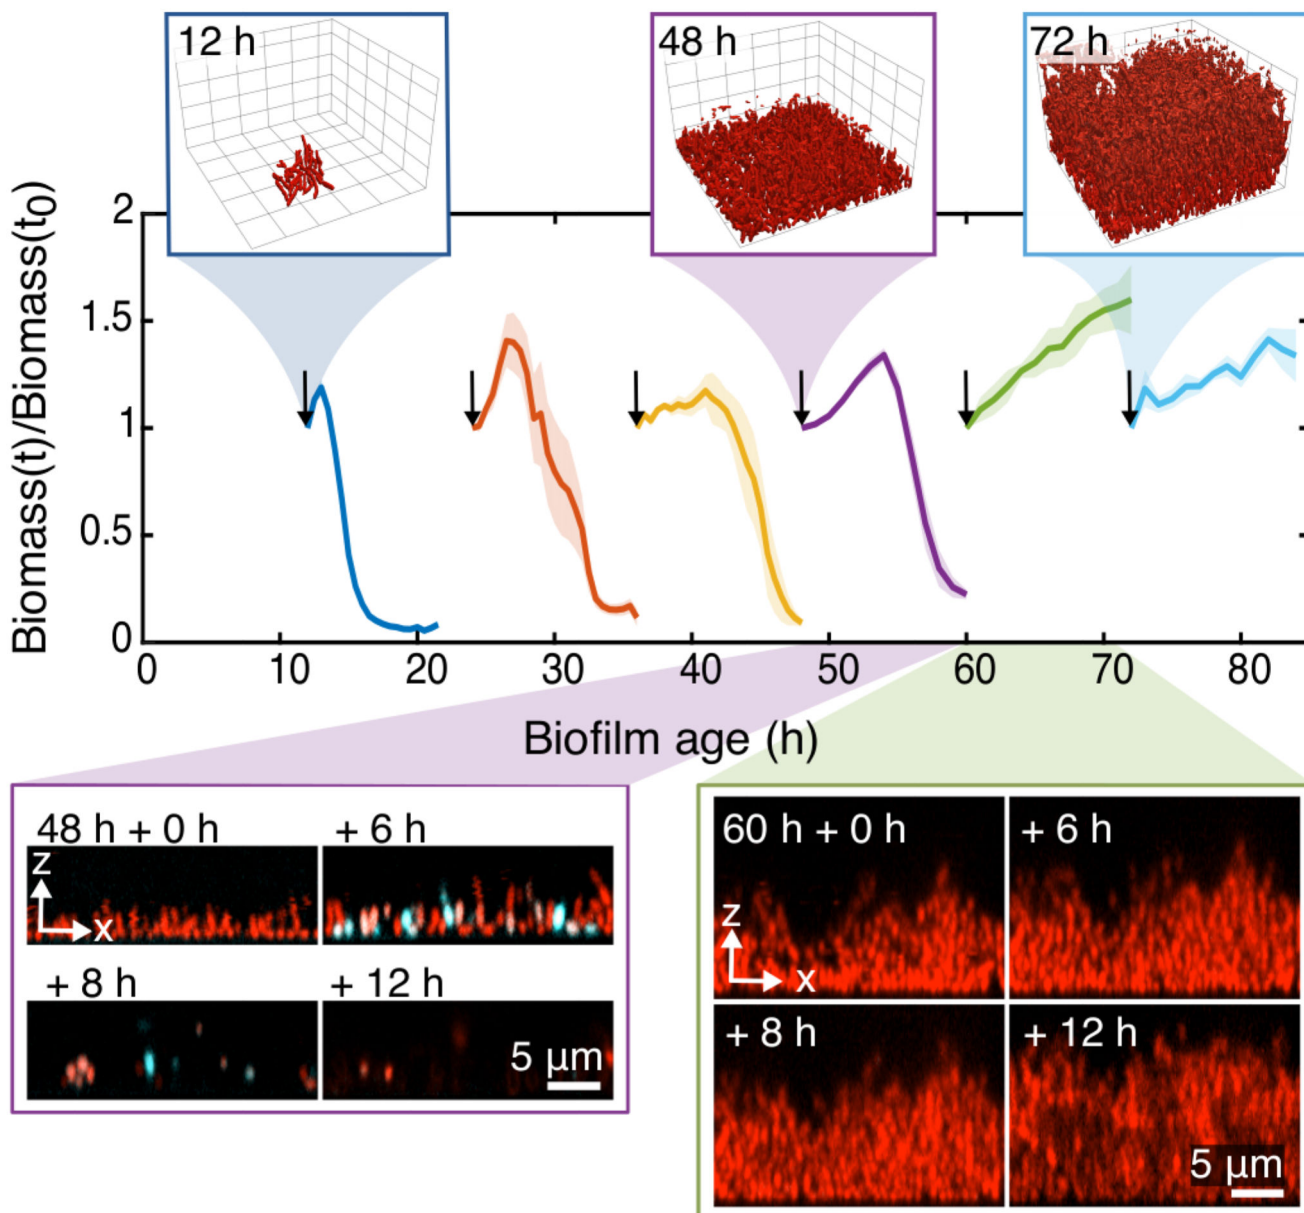 12 h
48 h
72 h
Biomass(t)/Biomass(t₀)
2
1.5
1
0.5
0
0 10 20 30 40 50 60 70 80
Biofilm age (h)
48 h + 0 h
+ 6 h
z
x
+ 8 h
+ 12 h
5 µm
60 h + 0 h
+ 6 h
z
x
+ 8 h
+ 12 h
5 µm